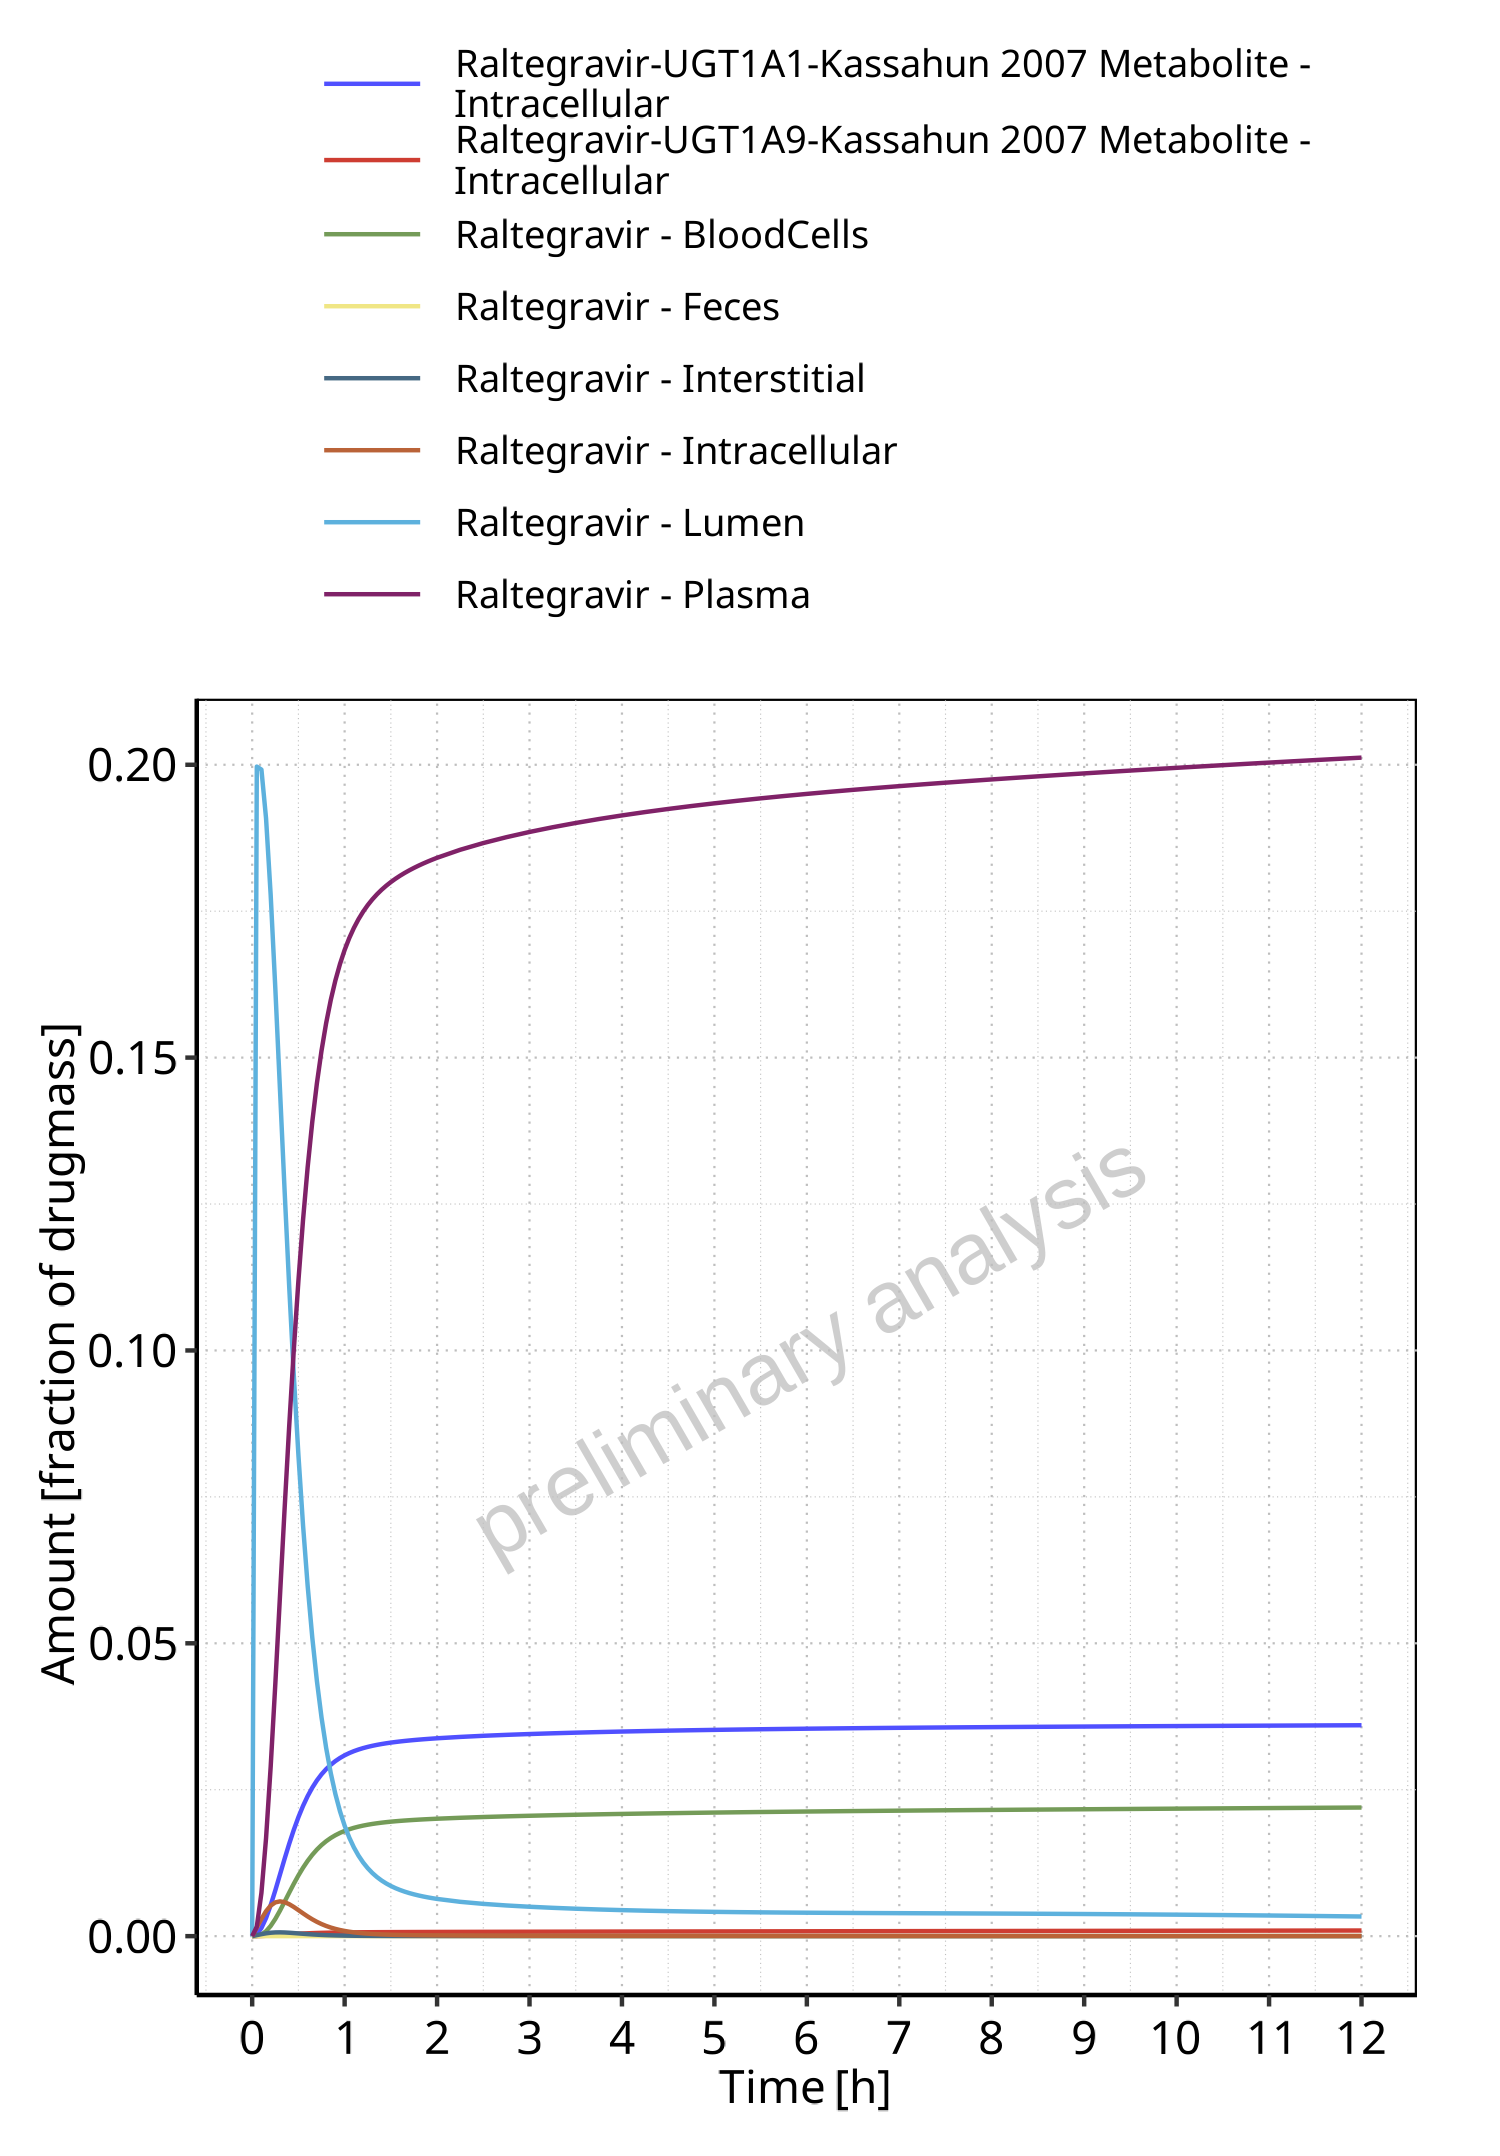 Raltegravir-UGT1A1-Kassahun 2007 Metabolite -
Intracellular
Raltegravir-UGT1A9-Kassahun 2007 Metabolite -
Intracellular
Raltegravir - BloodCells
Raltegravir - Feces
Raltegravir - Interstitial
Raltegravir - Intracellular
Raltegravir - Lumen
Raltegravir - Plasma
Amount [fraction of drugmass]
0.20
0.15
0.10
0.05
0.00
preliminary analysis
0 1 2 3 4 5 6 7 8 9 10 11 12
Time [h]